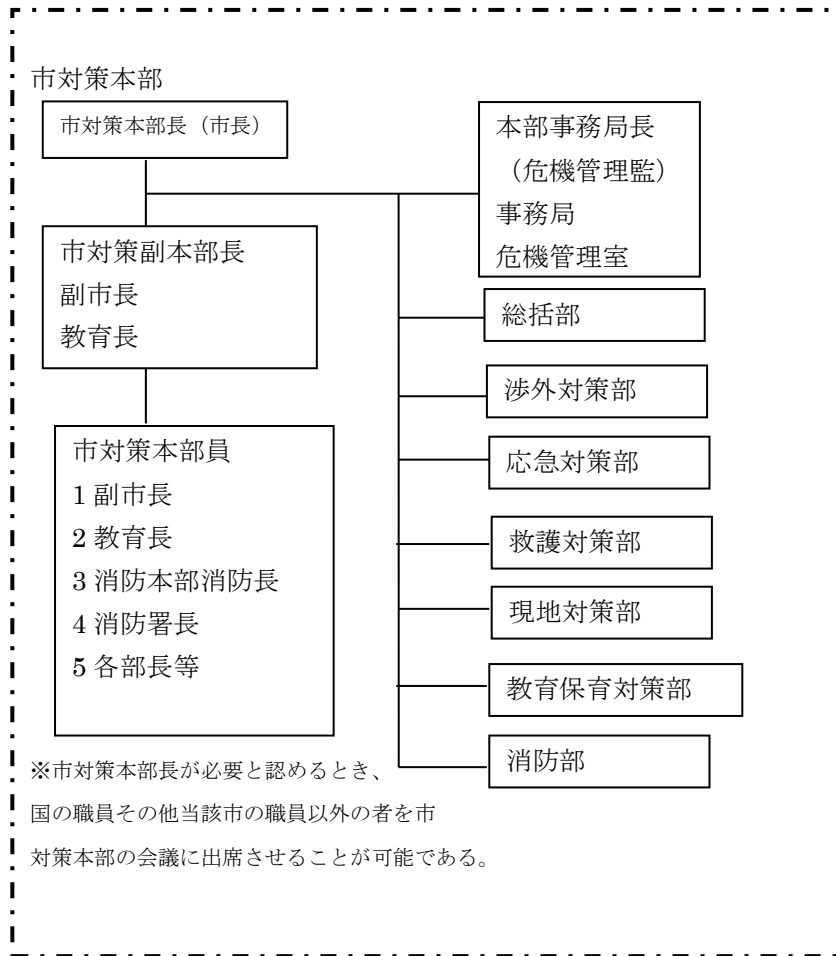 市対策本部
市対策本部長（市長）
市対策副本部長
副市長
教育長
市対策本部員
1 副市長
2 教育長
3 消防本部消防長
4 消防署長
5 各部長等
本部事務局長
（危機管理監）
事務局
危機管理室
総括部
渉外対策部
応急対策部
救護対策部
現地対策部
教育保育対策部
消防部
※市対策本部長が必要と認めるとき、
国の職員その他当該市の職員以外の者を市
対策本部の会議に出席させることが可能である。